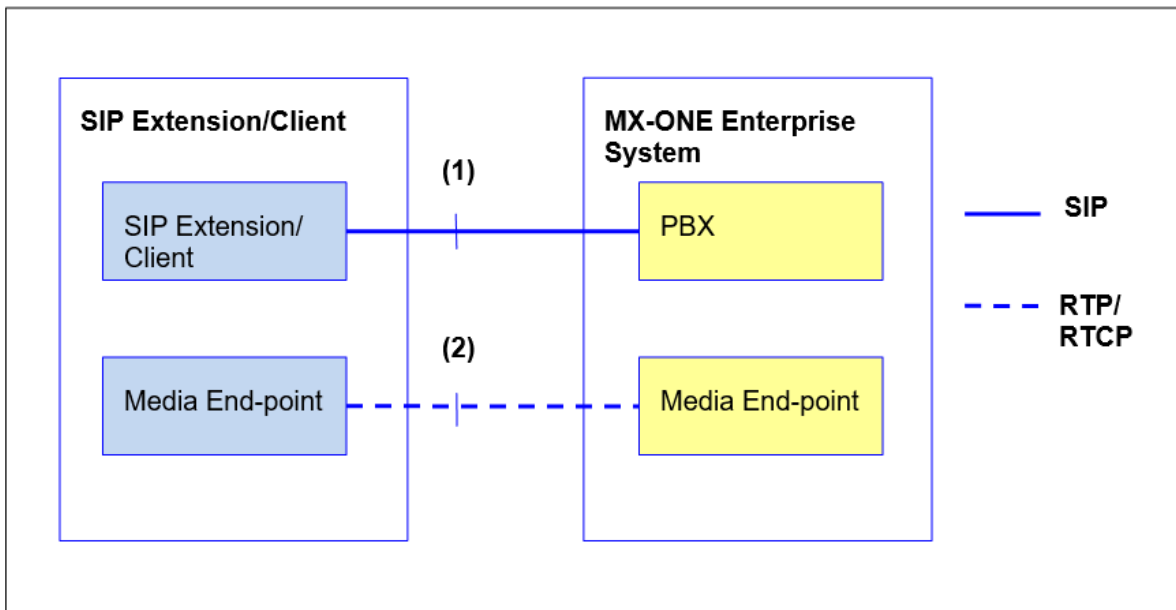 SIP Extension/Client
MX-ONE Enterprise
System
(1)
SIP Extension/
Client
PBX
SIP
(2)
RTP/
RTCP
Media End-point
Media End-point